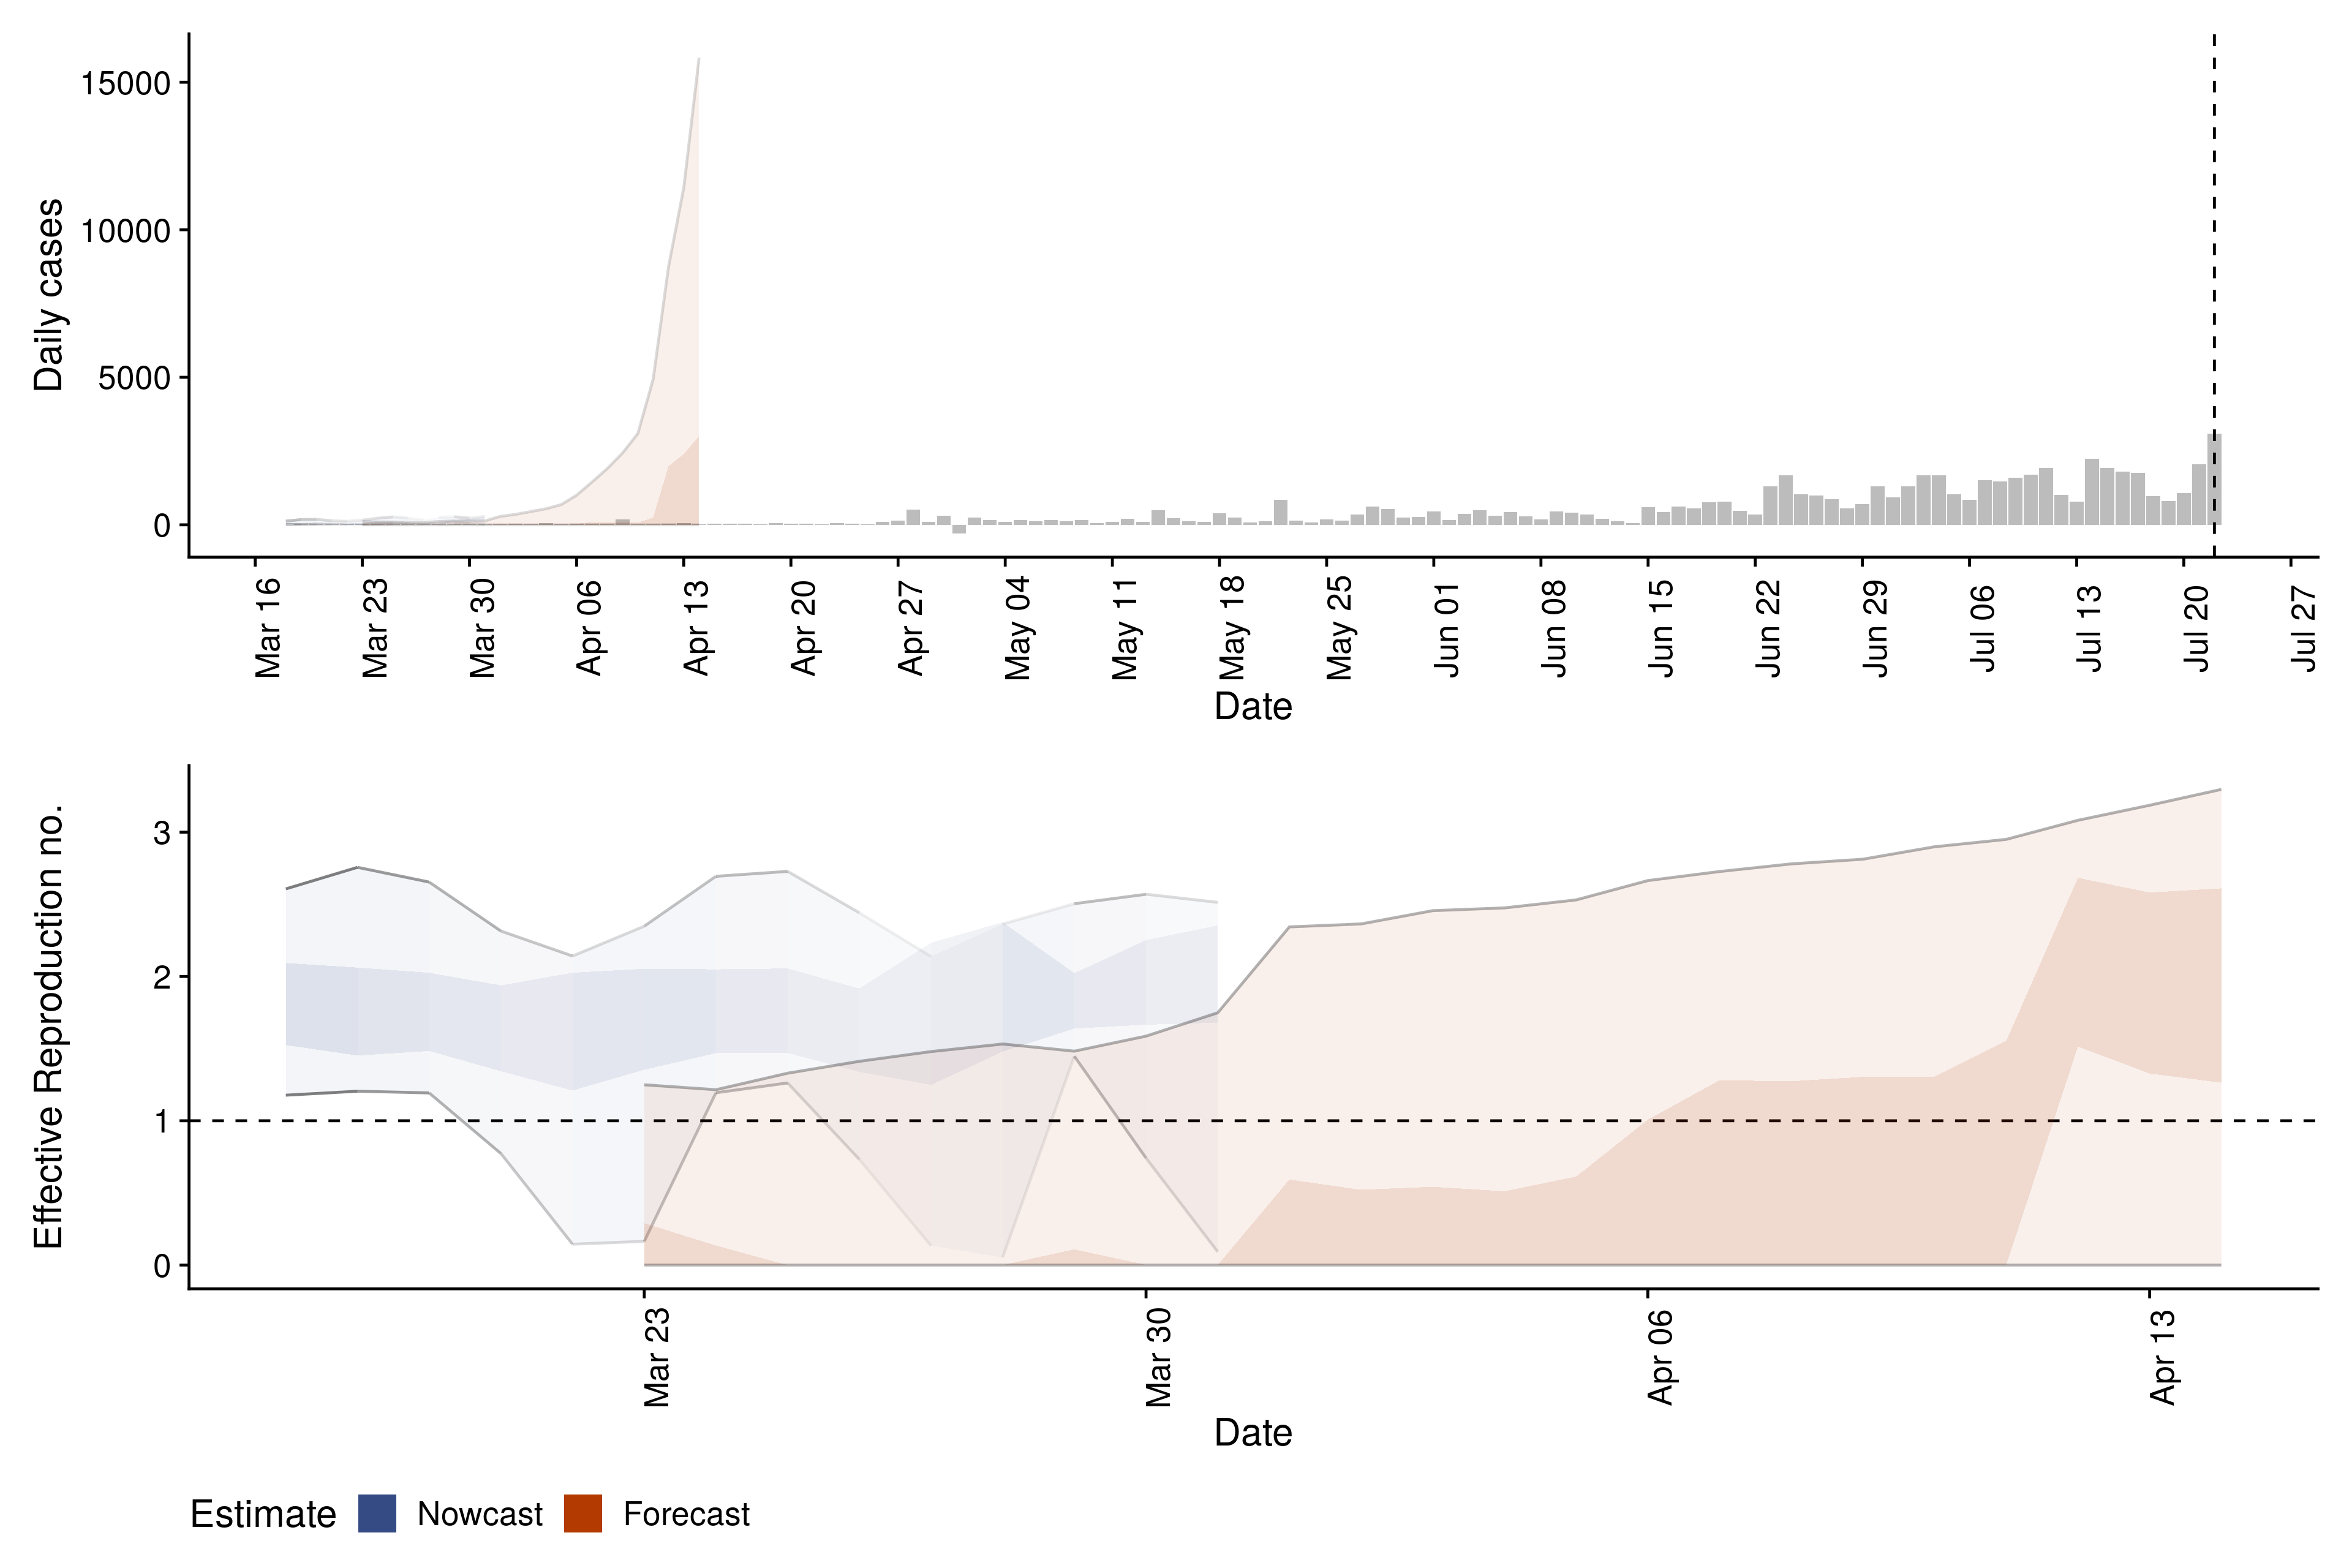 Daily cases
15000
10000
5000
0
Mar 16
Mar 23
Mar 30
Apr 06
Apr 13
Apr 20
Apr 27
May 04
May 11
May 18
May 25
Jun 01
Jun 08
Jun 15
Jun 22
Jun 29
Jul 06
Jul 13
Jul 20
Jul 27
Date
Effective Reproduction no.
3
2
1
0
Mar 23
Mar 30
Apr 06
Apr 13
Date
Estimate Nowcast Forecast